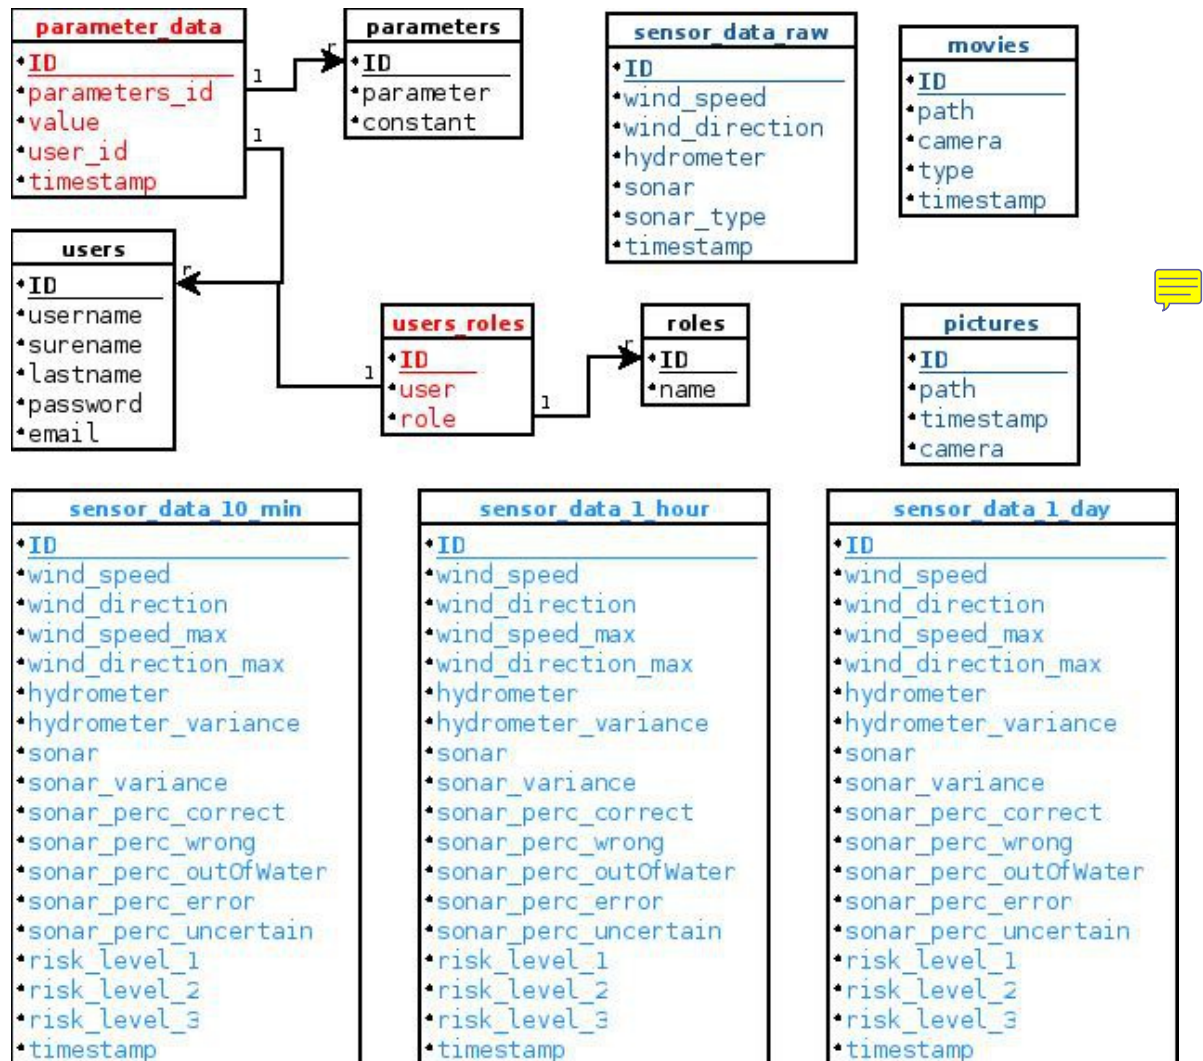 parameter_data
ID
parameters_id
value
user_id
timestamp
1
1
r
parameters
ID
parameter
constant
sensor_data_raw
ID
wind_speed
wind_direction
hydrometer
sonar
sonar_type
timestamp
movies
ID
path
camera
type
timestamp
users
r
ID
username
surename
lastname
password
email
1
users_roles
ID
user
role
1
r
roles
ID
name
pictures
ID
path
timestamp
camera
sensor_data_10_min
ID
wind_speed
wind_direction
wind_speed_max
wind_direction_max
hydrometer
hydrometer_variance
sonar
sonar_variance
sonar_perc_correct
sonar_perc_wrong
sonar_perc_outOfWater
sonar_perc_error
sonar_perc_uncertain
risk_level_1
risk_level_2
risk_level_3
timestamp
sensor_data_1_hour
ID
wind_speed
wind_direction
wind_speed_max
wind_direction_max
hydrometer
hydrometer_variance
sonar
sonar_variance
sonar_perc_correct
sonar_perc_wrong
sonar_perc_outOfWater
sonar_perc_error
sonar_perc_uncertain
risk_level_1
risk_level_2
risk_level_3
timestamp
sensor_data_1_day
ID
wind_speed
wind_direction
wind_speed_max
wind_direction_max
hydrometer
hydrometer_variance
sonar
sonar_variance
sonar_perc_correct
sonar_perc_wrong
sonar_perc_outOfWater
sonar_perc_error
sonar_perc_uncertain
risk_level_1
risk_level_2
risk_level_3
timestamp